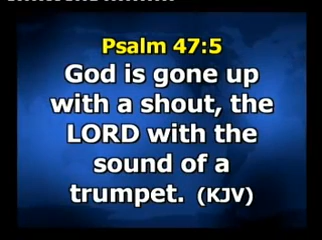 Psalm 47:5
God is gone up
with a shout, the
LORD with the
sound of a
trumpet. (KJV)